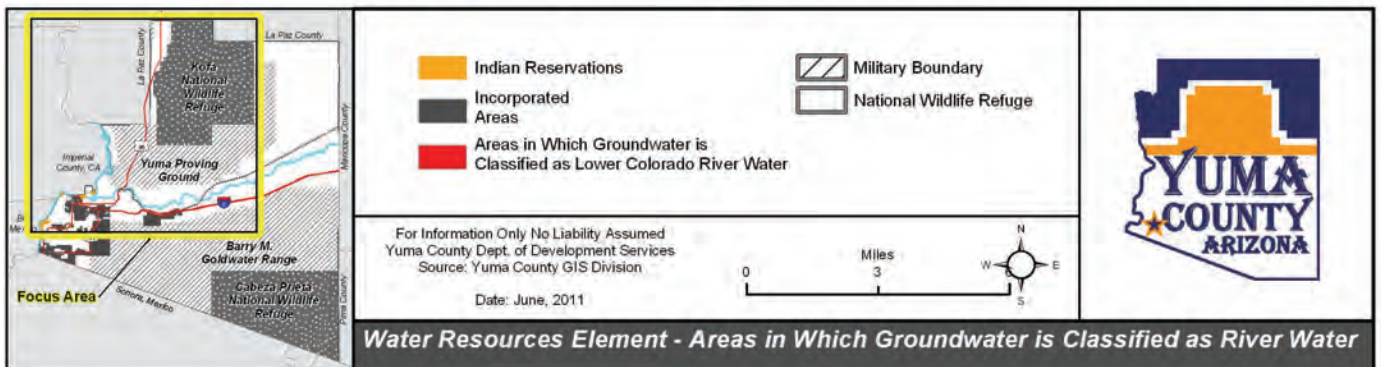 La Paz County
La Paz County
Kofa
National
Wildlife
Refuge
Maricopa County
Imperial
County, CA
Yuma Proving
Ground
8
Mexico
Barry M.
Goldwater Range
Focus Area
Sonora, Mexico
Cabeza Prieta
National Wildlife
Refuge
Pima County
Indian Reservations
Incorporated
Areas
Areas in Which Groundwater is
Classified as Lower Colorado River Water
Military Boundary
National Wildlife Refuge
For Information Only No Liability Assumed
Yuma County Dept. of Development Services
Source: Yuma County GIS Division
Date: June, 2011
Miles
0 3
N
W E
S
YUMA
COUNTY
ARIZONA
Water Resources Element - Areas in Which Groundwater is Classified as River Water